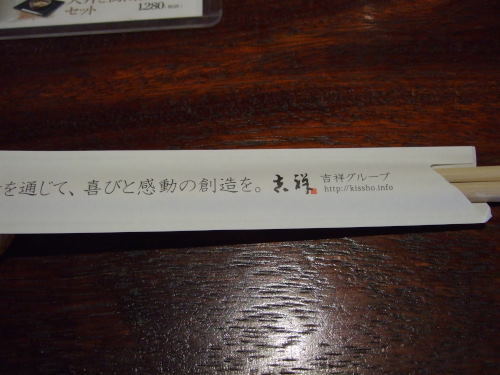 セット
1,280
を通じて、喜びと感動の創造を。
吉祥
吉祥グループ
http://kissho.info